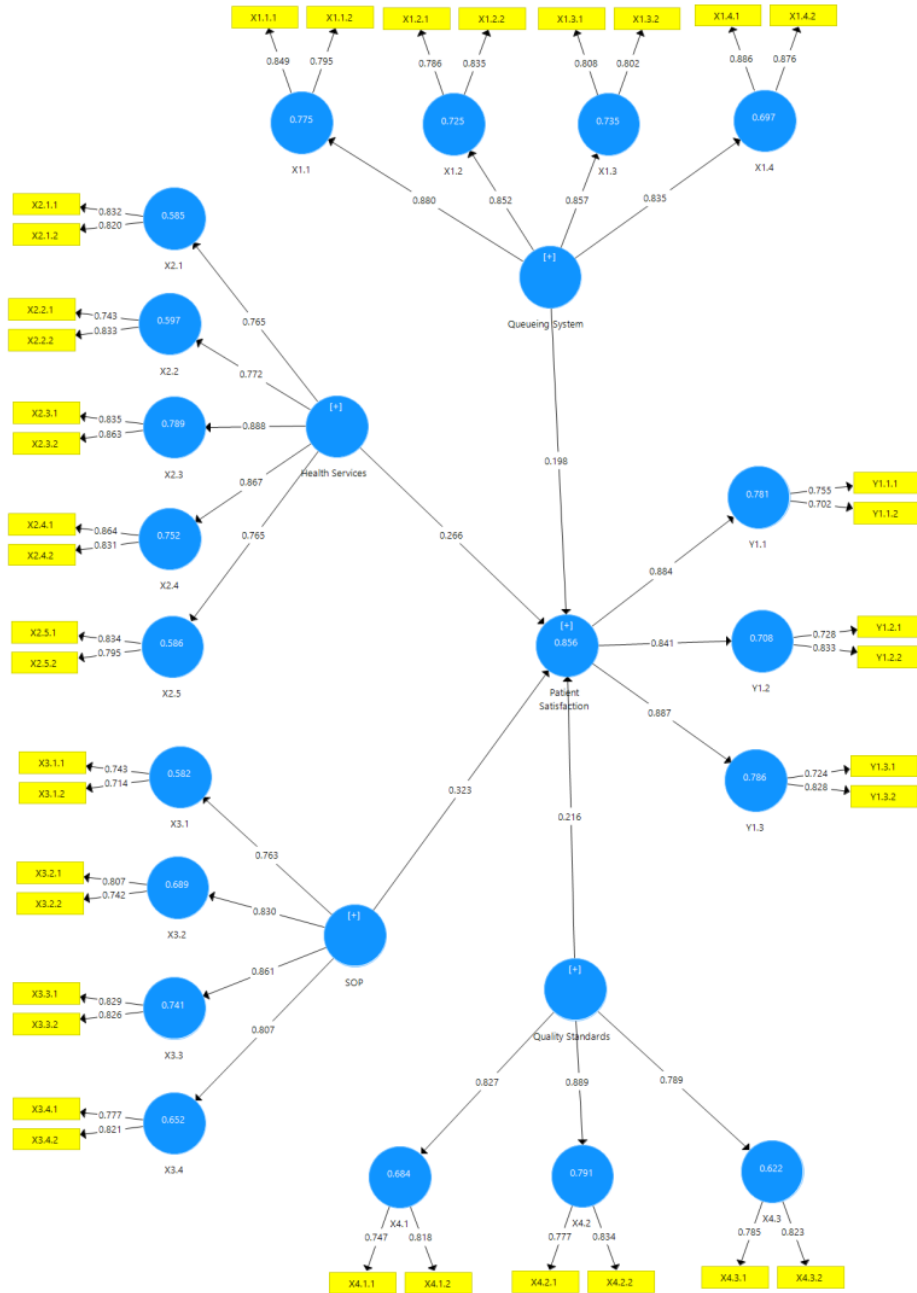 X1.1.1 X1.1.2 X1.2.1 X1.2.2 X1.3.1 X1.3.2 X1.4.1 X1.4.2
0.849 0.795 0.786 0.835 0.808 0.802 0.886 0.876
0.775 0.725 0.735 0.697
X1.1 X1.2 X1.3 X1.4
0.880 0.852 0.857 0.835
[+]
Queueing System
X2.1.1 0.832
X2.1.2 0.820
0.585
X2.1
0.765
X2.2.1 0.743
X2.2.2 0.833
0.597
X2.2
0.772
X2.3.1 0.835
X2.3.2 0.863
0.789
X2.3
0.888
[+]
Health Services
X2.4.1 0.864
X2.4.2 0.831
0.752
X2.4
0.867
X2.5.1 0.834
X2.5.2 0.795
0.586
X2.5
0.765
0.198
0.266
[+]
0.856
Patient
Satisfaction
0.884
0.781
Y1.1
0.755 Y1.1.1
0.702 Y1.1.2
0.841
0.708
Y1.2
0.728 Y1.2.1
0.833 Y1.2.2
0.887
0.786
Y1.3
0.724 Y1.3.1
0.828 Y1.3.2
0.323
0.216
X3.1.1 0.743
X3.1.2 0.714
0.582
X3.1
0.763
X3.2.1 0.807
X3.2.2 0.742
0.689
X3.2
0.830
[+]
SOP
X3.3.1 0.829
X3.3.2 0.826
0.741
X3.3
0.861
X3.4.1 0.777
X3.4.2 0.821
0.652
X3.4
0.807
[+]
Quality Standards
0.827 0.889 0.789
0.684 0.791 0.622
X4.1 X4.2 X4.3
0.747 0.818 0.777 0.834 0.785 0.823
X4.1.1 X4.1.2 X4.2.1 X4.2.2 X4.3.1 X4.3.2